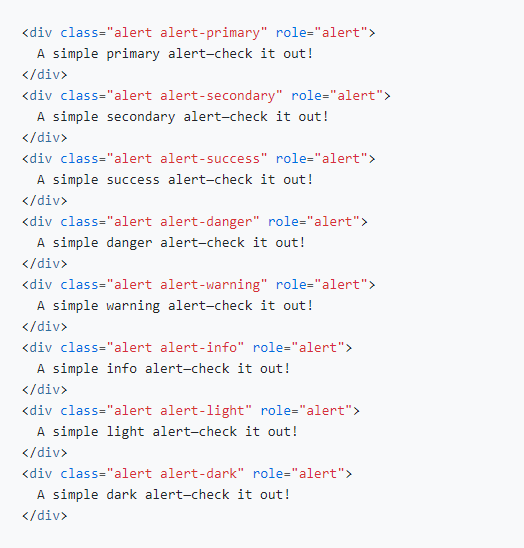 <div class="alert alert-primary" role="alert">
  A simple primary alert—check it out!
</div>
<div class="alert alert-secondary" role="alert">
  A simple secondary alert—check it out!
</div>
<div class="alert alert-success" role="alert">
  A simple success alert—check it out!
</div>
<div class="alert alert-danger" role="alert">
  A simple danger alert—check it out!
</div>
<div class="alert alert-warning" role="alert">
  A simple warning alert—check it out!
</div>
<div class="alert alert-info" role="alert">
  A simple info alert—check it out!
</div>
<div class="alert alert-light" role="alert">
  A simple light alert—check it out!
</div>
<div class="alert alert-dark" role="alert">
  A simple dark alert—check it out!
</div>